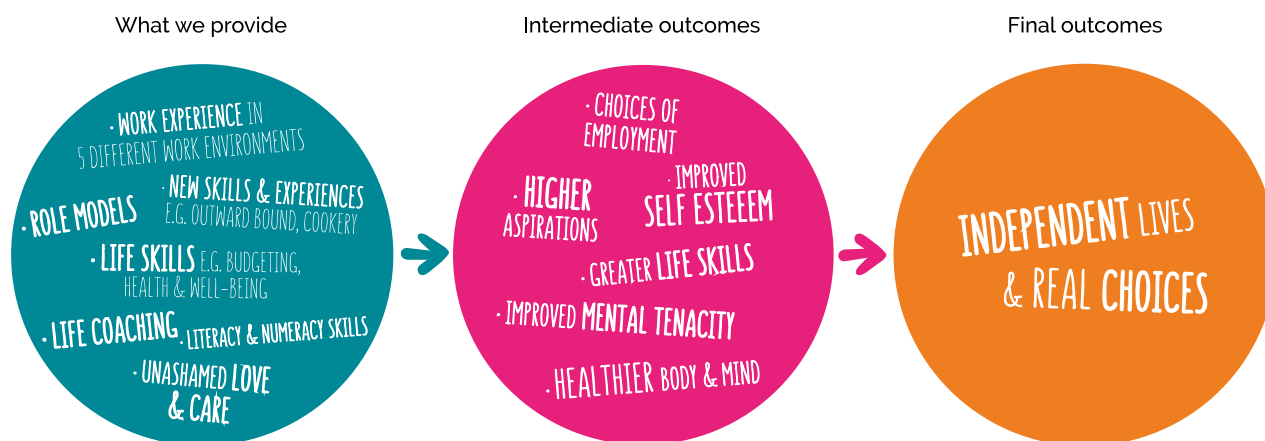 What we provide
· WORK EXPERIENCE IN
5 DIFFERENT WORK ENVIRONMENTS
· NEW SKILLS & EXPERIENCES
E.G. OUTWARD BOUND, COOKERY
· ROLE MODELS
· LIFE SKILLS E.G. BUDGETING,
HEALTH & WELL-BEING
· LIFE COACHING
· LITERACY & NUMERACY SKILLS
· UNASHAMED LOVE
& CARE
Intermediate outcomes
· CHOICES OF
EMPLOYMENT
· IMPROVED
SELF ESTEEEM
· HIGHER
ASPIRATIONS
· GREATER LIFE SKILLS
· IMPROVED MENTAL TENACITY
· HEALTHIER BODY & MIND
Final outcomes
INDEPENDENT LIVES
& REAL CHOICES